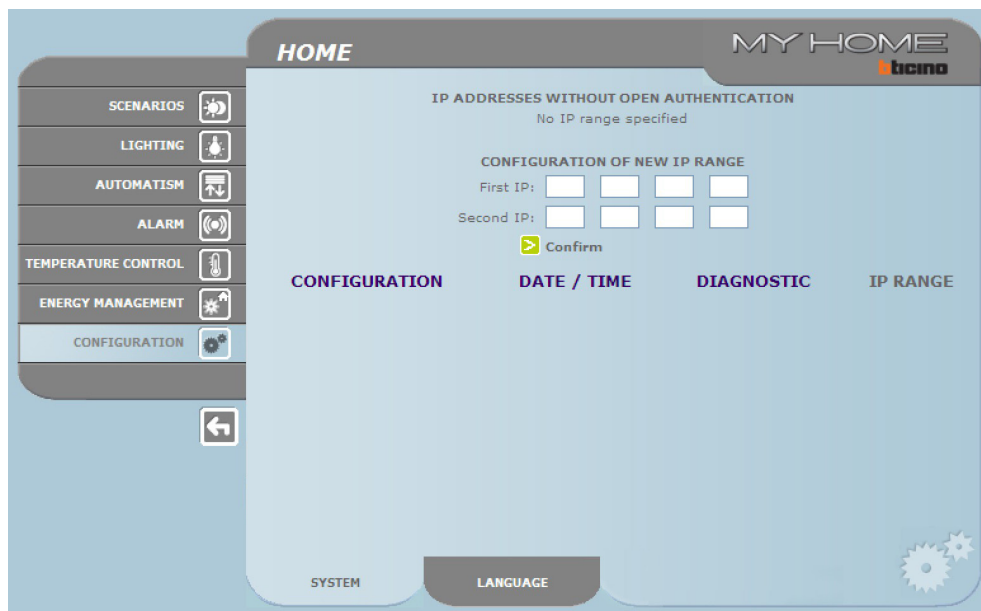 HOME
MY HOME
bticino
SCENARIOS
LIGHTING
AUTOMATISM
ALARM
TEMPERATURE CONTROL
ENERGY MANAGEMENT
CONFIGURATION
IP ADDRESSES WITHOUT OPEN AUTHENTICATION
No IP range specified
CONFIGURATION OF NEW IP RANGE
First IP:
Second IP:
> Confirm
CONFIGURATION DATE / TIME DIAGNOSTIC IP RANGE
SYSTEM LANGUAGE